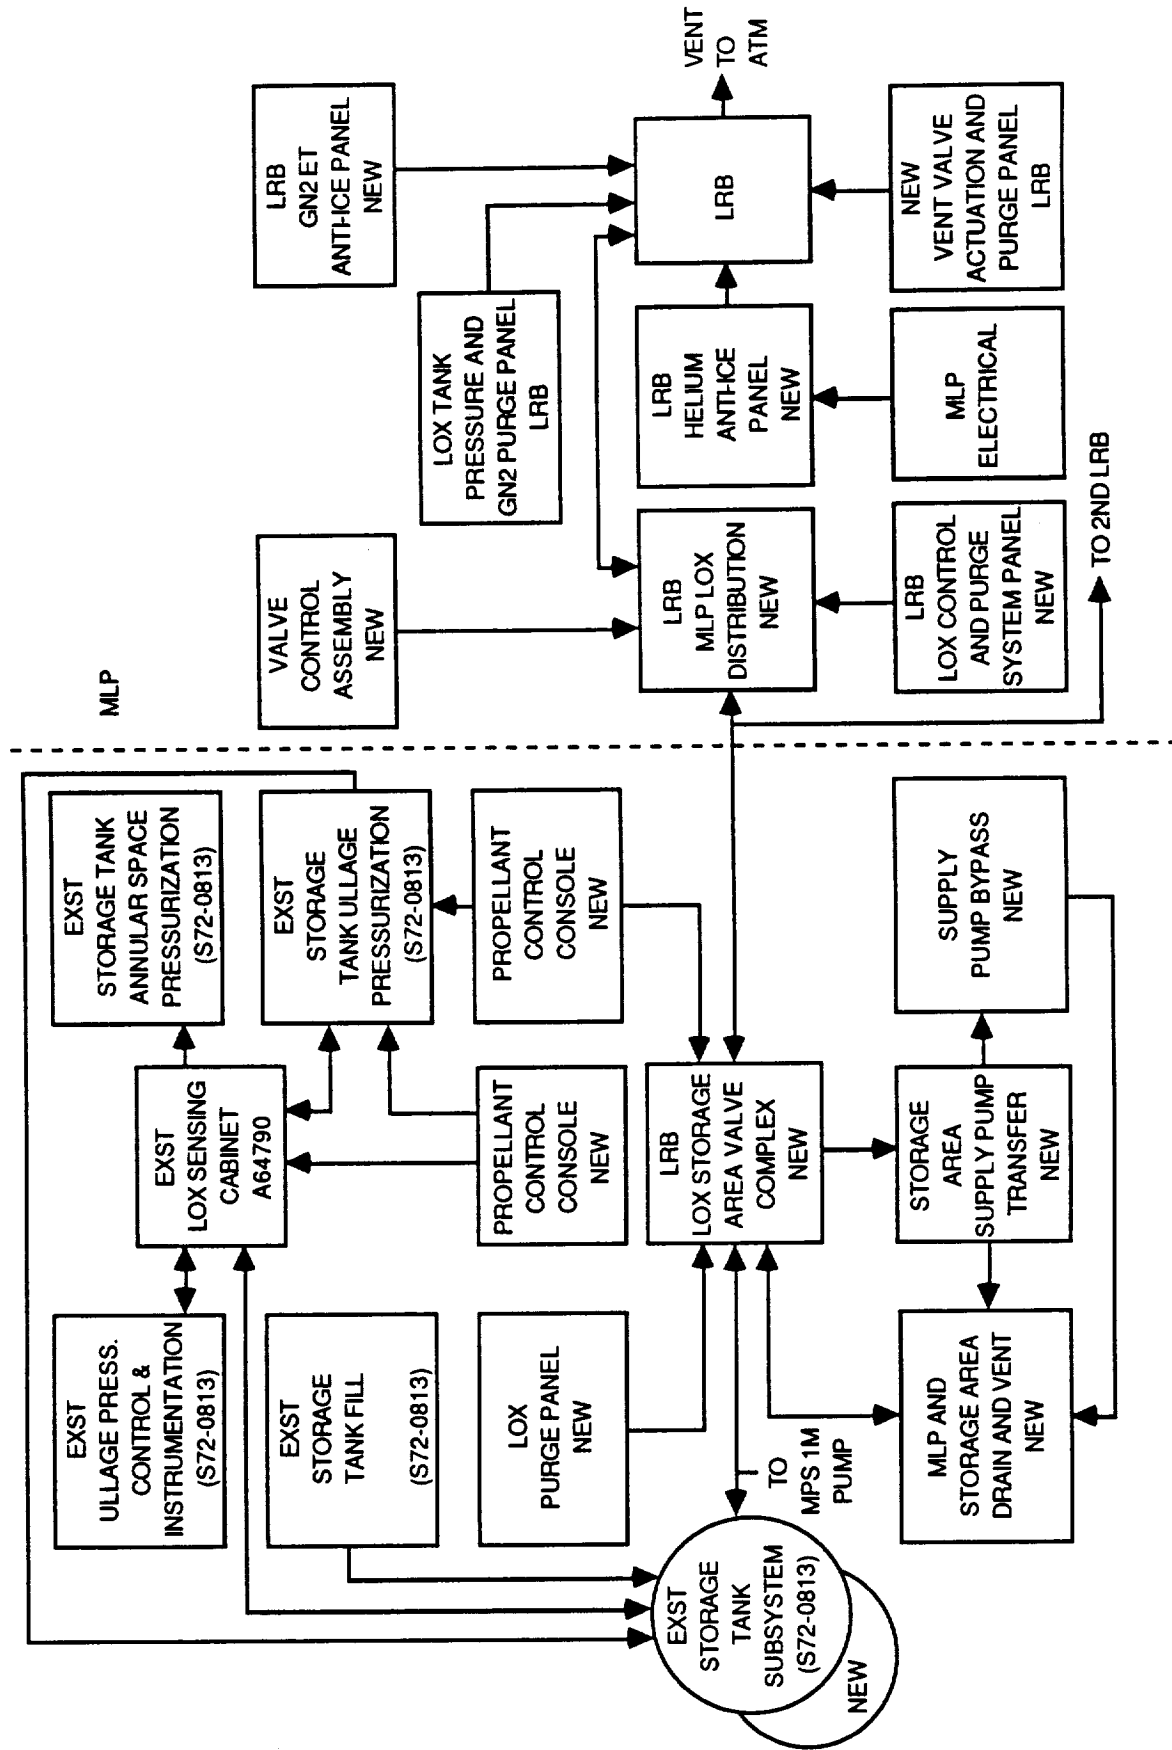 EXST
ULLAGE PRESS.
CONTROL &
INSTRUMENTATION
(S72-0813)
EXST
LOX SENSING
CABINET
A64790
EXST
STORAGE TANK
ANNULAR SPACE
PRESSURIZATION
(S72-0813)
EXST
STORAGE
TANK FILL
(S72-0813)
EXST
STORAGE
TANK ULLAGE
PRESSURIZATION
(S72-0813)
LOX
PURGE PANEL
NEW
PROPELLANT
CONTROL
CONSOLE
NEW
PROPELLANT
CONTROL
CONSOLE
NEW
EXST
STORAGE
TANK
SUBSYSTEM
(S72-0813)
NEW
TO
MPS 1M
PUMP
LRB
LOX STORAGE
AREA VALVE
COMPLEX
NEW
MLP AND
STORAGE AREA
DRAIN AND VENT
NEW
STORAGE
AREA
SUPPLY PUMP
TRANSFER
NEW
SUPPLY
PUMP BYPASS
NEW
MLP
VALVE
CONTROL
ASSEMBLY
NEW
LRB
GN2 ET
ANTI-ICE PANEL
NEW
LOX TANK
PRESSURE AND
GN2 PURGE PANEL
LRB
LRB
MLP LOX
DISTRIBUTION
NEW
LRB
HELIUM
ANTI-ICE
PANEL
NEW
LRB
VENT
TO
ATM
LRB
LOX CONTROL
AND PURGE
SYSTEM PANEL
NEW
MLP
ELECTRICAL
NEW
VENT VALVE
ACTUATION AND
PURGE PANEL
LRB
TO 2ND LRB